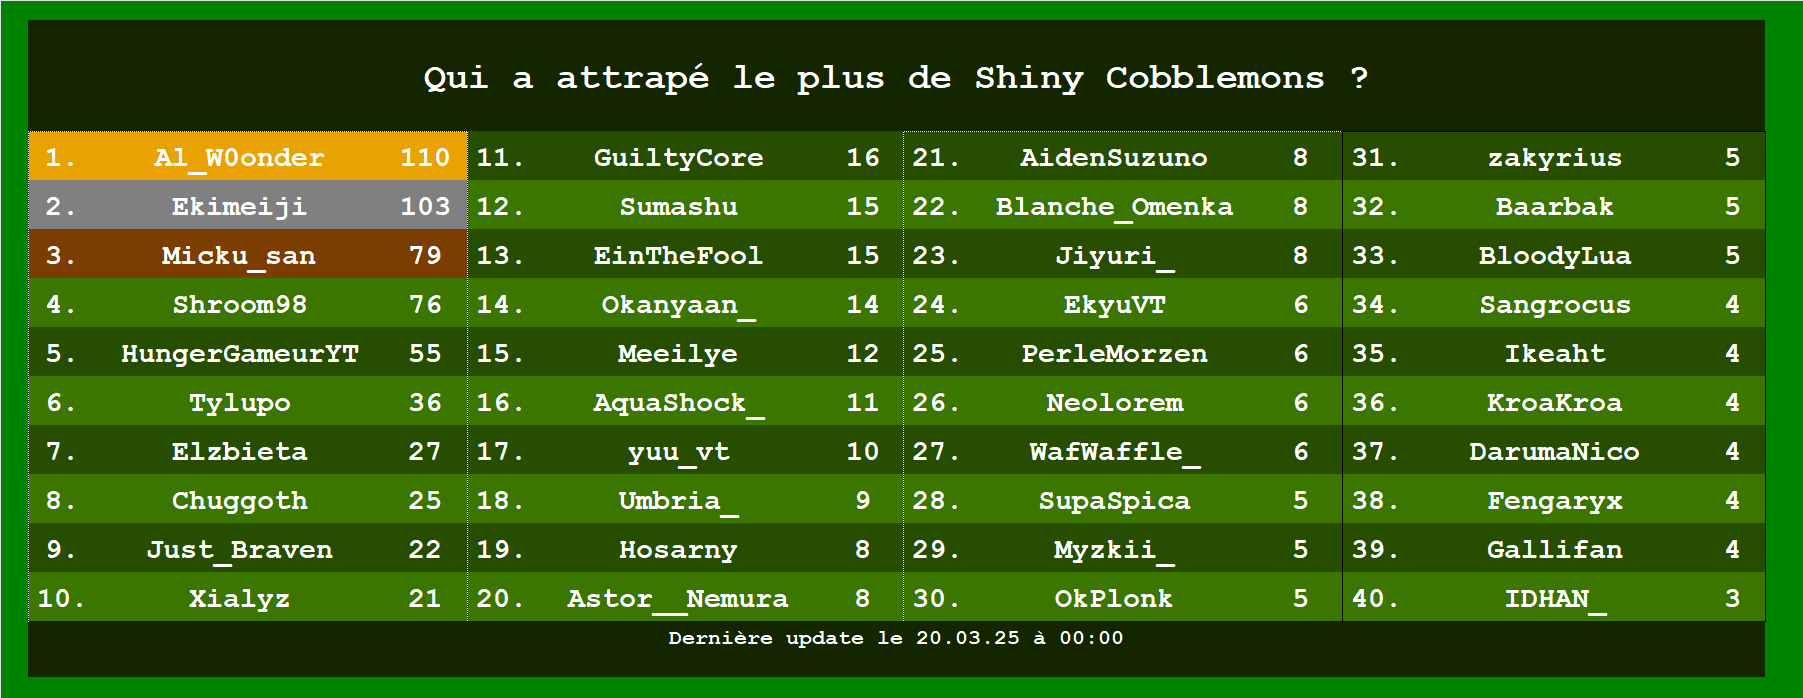 Qui a attrapé le plus de Shiny Cobblemons ?
1. Al_W0onder 110 11. GuiltyCore 16 21. AidenSuzuno 8 31. zakyrius 5
2. Ekimeiji 103 12. Sumashu 15 22. Blanche_Omenka 8 32. Baarbak 5
3. Micku_san 79 13. EinTheFool 15 23. Jiyuri_ 8 33. BloodyLua 5
4. Shroom98 76 14. Okanyaan_ 14 24. EkyuVT 6 34. Sangrocus 4
5. HungerGameurYT 55 15. Meeilye 12 25. PerleMorzen 6 35. Ikeaht 4
6. Tylupo 36 16. AquaShock_ 11 26. Neolorem 6 36. KroaKroa 4
7. Elzbieta 27 17. yuu_vt 10 27. WafWaffle_ 6 37. DarumaNico 4
8. Chuggoth 25 18. Umbria_ 9 28. SupaSpica 5 38. Fengaryx 4
9. Just_Braven 22 19. Hosarny 8 29. Myzkii_ 5 39. Gallifan 4
10. Xialyz 21 20. Astor__Nemura 8 30. OkPlonk 5 40. IDHAN_ 3
Dernière update le 20.03.25 à 00:00